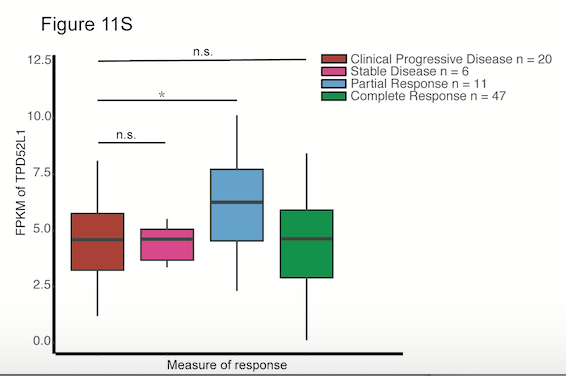 Figure 11S
n.s.
*
n.s.
Clinical Progressive Disease n = 20
Stable Disease n = 6
Partial Response n = 11
Complete Response n = 47
FPKM of TPD52L1
12.5
10.0
7.5
5.0
2.5
0.0
Measure of response